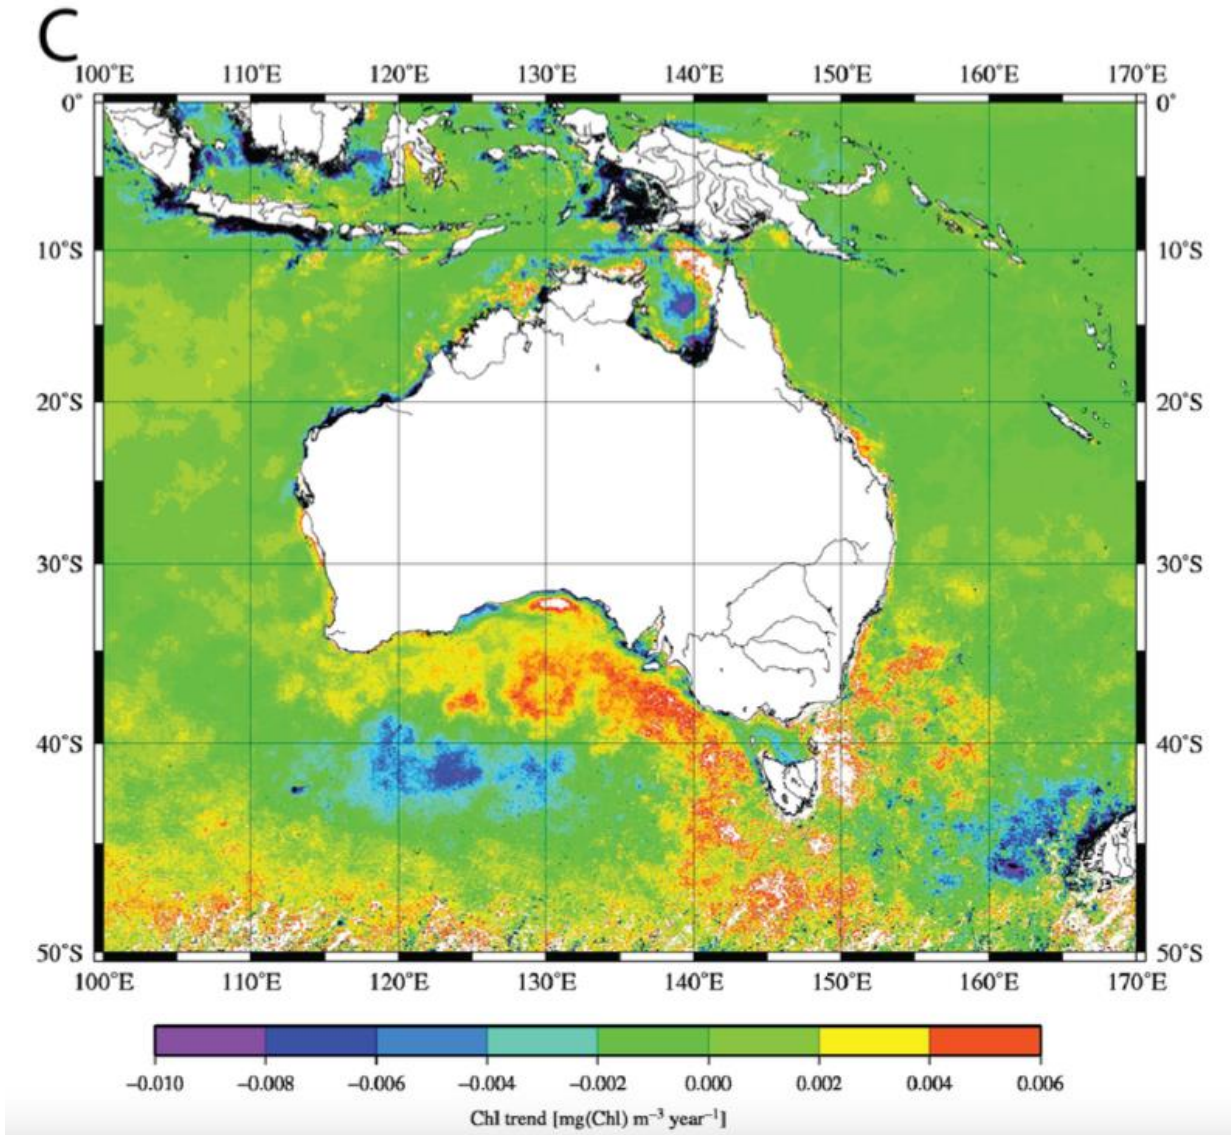 C
100°E 110°E 120°E 130°E 140°E 150°E 160°E 170°E
0° 0°
10°S 10°S
20°S 20°S
30°S 30°S
40°S 40°S
50°S 50°S
100°E 110°E 120°E 130°E 140°E 150°E 160°E 170°E
−0.010 −0.008 −0.006 −0.004 −0.002 0.000 0.002 0.004 0.006
Chl trend [mg(Chl) m⁻³ year⁻¹]